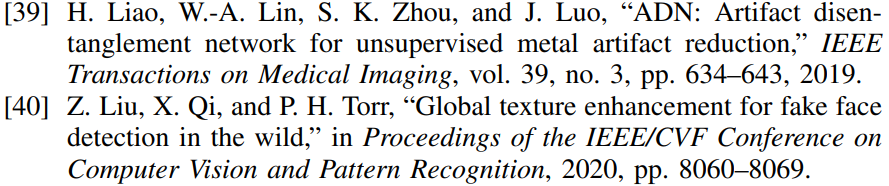 [39] H. Liao, W.-A. Lin, S. K. Zhou, and J. Luo, “ADN: Artifact disen-
tanglement network for unsupervised metal artifact reduction,” IEEE
Transactions on Medical Imaging, vol. 39, no. 3, pp. 634–643, 2019.
[40] Z. Liu, X. Qi, and P. H. Torr, “Global texture enhancement for fake face
detection in the wild,” in Proceedings of the IEEE/CVF Conference on
Computer Vision and Pattern Recognition, 2020, pp. 8060–8069.